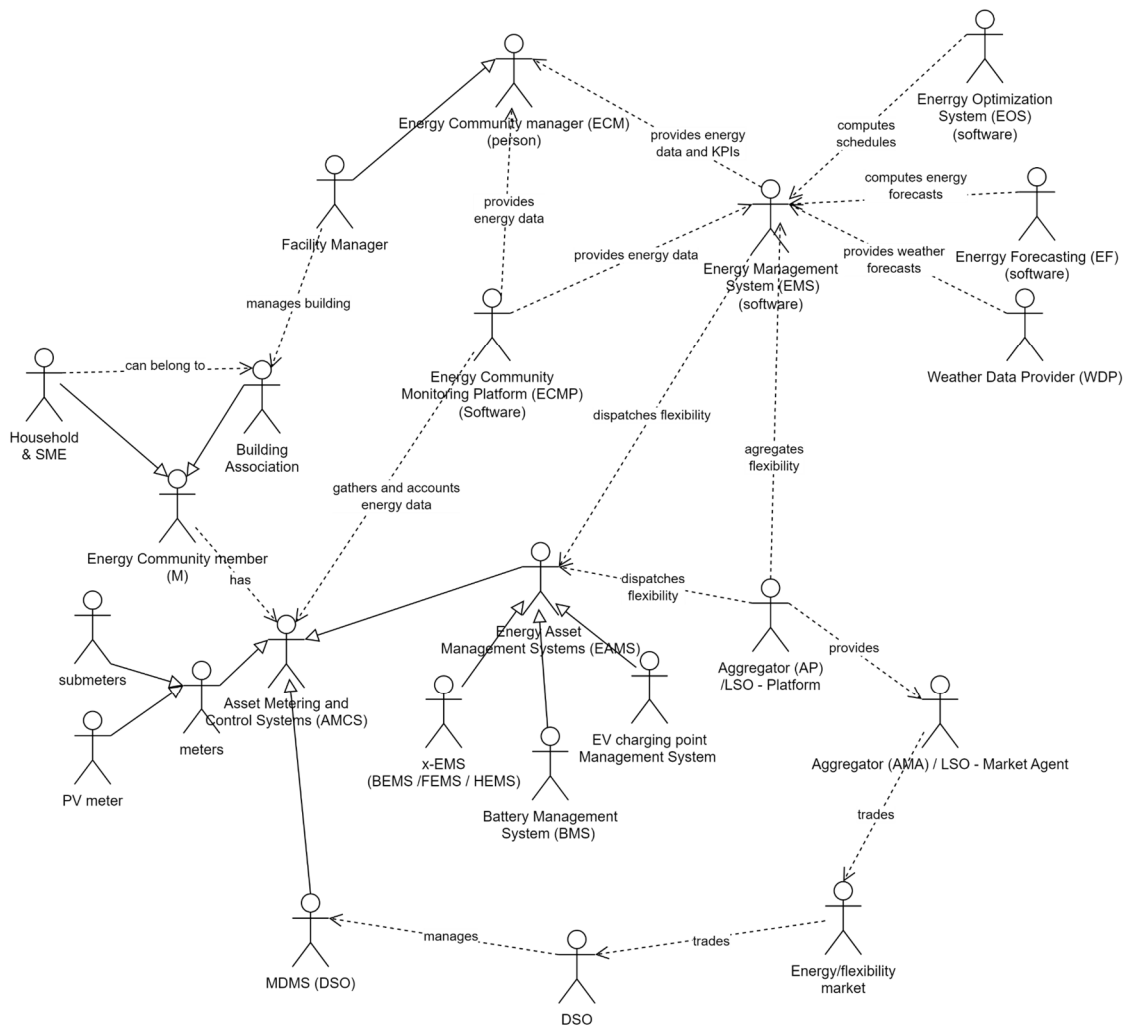 Enerrgy Optimization
System (EOS)
(software)
Energy Community manager (ECM)
(person)
provides energy
data and KPIs
computes
schedules
computes energy
forecasts
provides
energy data
Facility Manager
provides energy data
provides weather
forecasts
Enerrgy Forecasting (EF)
(software)
Energy Management
System (EMS)
(software)
manages building
can belong to
Energy Community
Monitoring Platform (ECMP)
(Software)
Weather Data Provider (WDP)
Household
& SME
Building
Association
dispatches flexibility
agregates
flexibility
gathers and accounts
energy data
Energy Community member
(M)
has
dispatches
flexibility
Energy Asset
Management Systems (EAMS)
provides
submeters
Aggregator (AP)
/LSO - Platform
Asset Metering and
Control Systems (AMCS)
meters
EV charging point
Management System
x-EMS
(BEMS /FEMS / HEMS)
Aggregator (AMA) / LSO - Market Agent
PV meter
Battery Management
System (BMS)
trades
manages
trades
MDMS (DSO)
Energy/flexibility
market
DSO